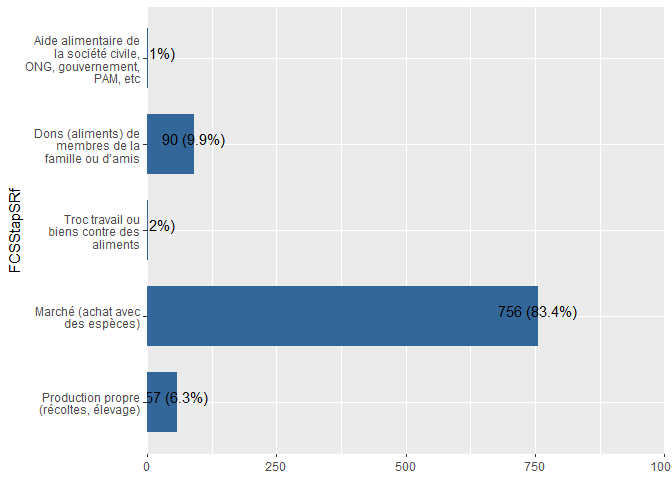 Aide alimentaire de
la société civile,
ONG, gouvernement,
PAM, etc
1%)
Dons (aliments) de
membres de la
famille ou d'amis
90 (9.9%)
Troc travail ou
biens contre des
aliments
2%)
Marché (achat avec
des espèces)
756 (83.4%)
Production propre
(récoltes, élevage)
57 (6.3%)
FCSStapSRf
0
250
500
750